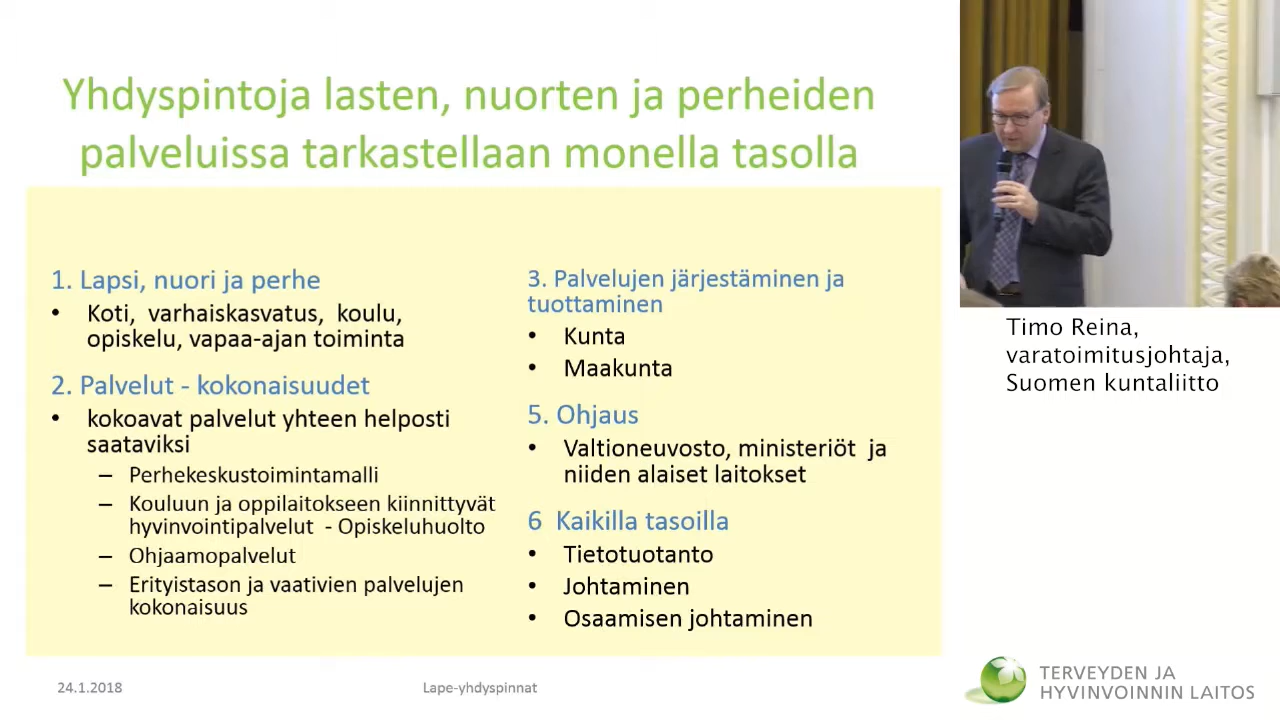 Yhdyspintoja lasten, nuorten ja perheiden
palveluissa tarkastellaan monella tasolla
1. Lapsi, nuori ja perhe
• Koti, varhaiskasvatus, koulu,
opiskelu, vapaa-ajan toiminta
2. Palvelut - kokonaisuudet
• kokoavat palvelut yhteen helposti
saataviksi
– Perhekeskustoimintamalli
– Kouluun ja oppilaitokseen kiinnittyvät
hyvinvointipalvelut - Opiskeluhuolto
– Ohjaamopalvelut
– Erityistason ja vaativien palvelujen
kokonaisuus
3. Palvelujen järjestäminen ja
tuottaminen
• Kunta
• Maakunta
5. Ohjaus
• Valtioneuvosto, ministeriöt ja
niiden alaiset laitokset
6 Kaikilla tasoilla
• Tietotuotanto
• Johtaminen
• Osaamisen johtaminen
24.1.2018
Lape-yhdyspinnat
Timo Reina,
varatoimitusjohtaja,
Suomen kuntaliitto
TERVEYDEN JA
HYVINVOINNIN LAITOS